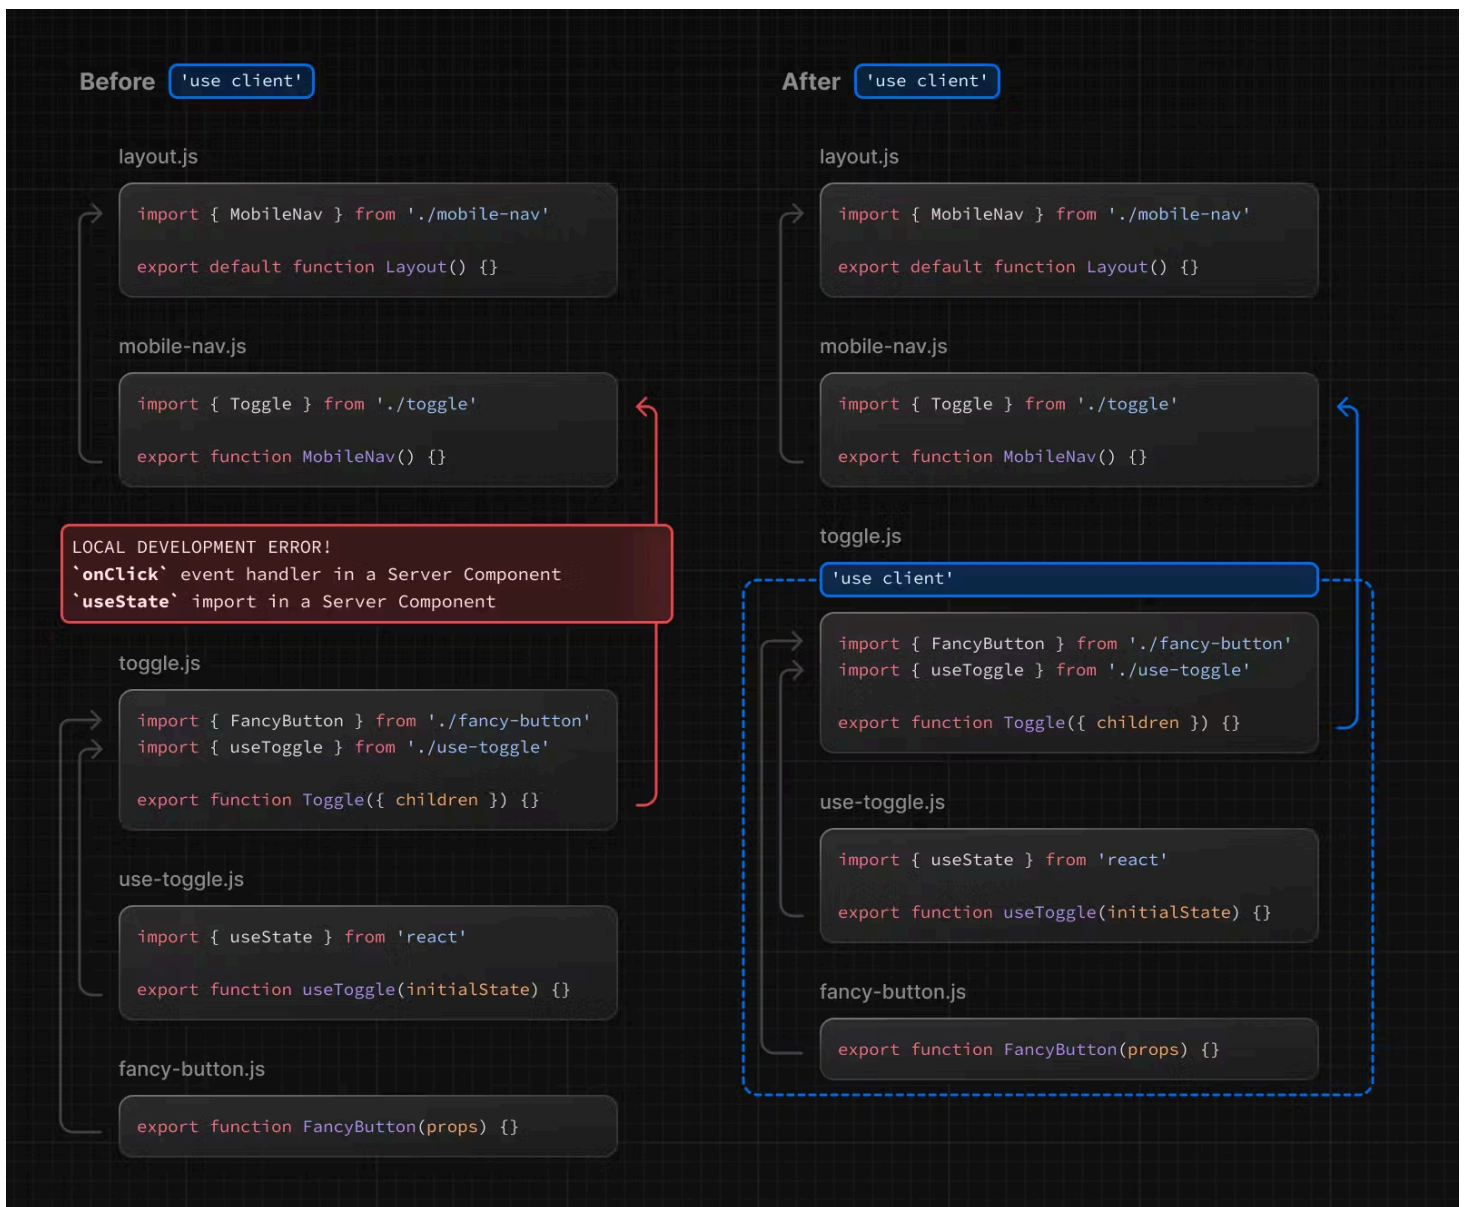 Before 'use client'
layout.js
import { MobileNav } from './mobile-nav'
export default function Layout() {}
mobile-nav.js
import { Toggle } from './toggle'
export function MobileNav() {}
LOCAL DEVELOPMENT ERROR!
`onClick` event handler in a Server Component
`useState` import in a Server Component
toggle.js
import { FancyButton } from './fancy-button'
import { useToggle } from './use-toggle'
export function Toggle({ children }) {}
use-toggle.js
import { useState } from 'react'
export function useToggle(initialState) {}
fancy-button.js
export function FancyButton(props) {}
After 'use client'
layout.js
import { MobileNav } from './mobile-nav'
export default function Layout() {}
mobile-nav.js
import { Toggle } from './toggle'
export function MobileNav() {}
toggle.js
'use client'
import { FancyButton } from './fancy-button'
import { useToggle } from './use-toggle'
export function Toggle({ children }) {}
use-toggle.js
import { useState } from 'react'
export function useToggle(initialState) {}
fancy-button.js
export function FancyButton(props) {}